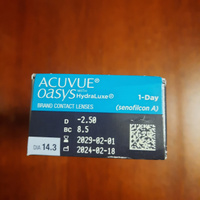 ACUVUE®
OASYS WITH HydraLuxe® 1-Day
BRAND CONTACT LENSES (senofilcon A)
DIA 14.3
D -2.50
BC 8.5
2029-02-01
2024-02-18